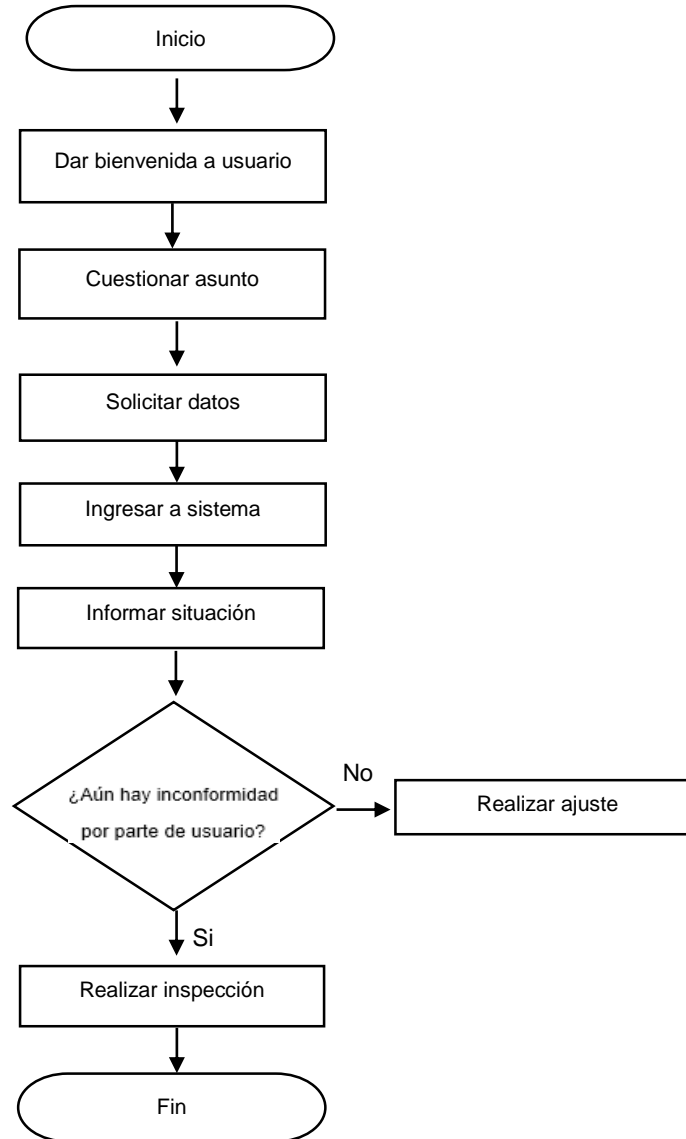 Inicio
Dar bienvenida a usuario
Cuestionar asunto
Solicitar datos
Ingresar a sistema
Informar situación
¿Aún hay inconformidad
por parte de usuario?
No
Realizar ajuste
Si
Realizar inspección
Fin